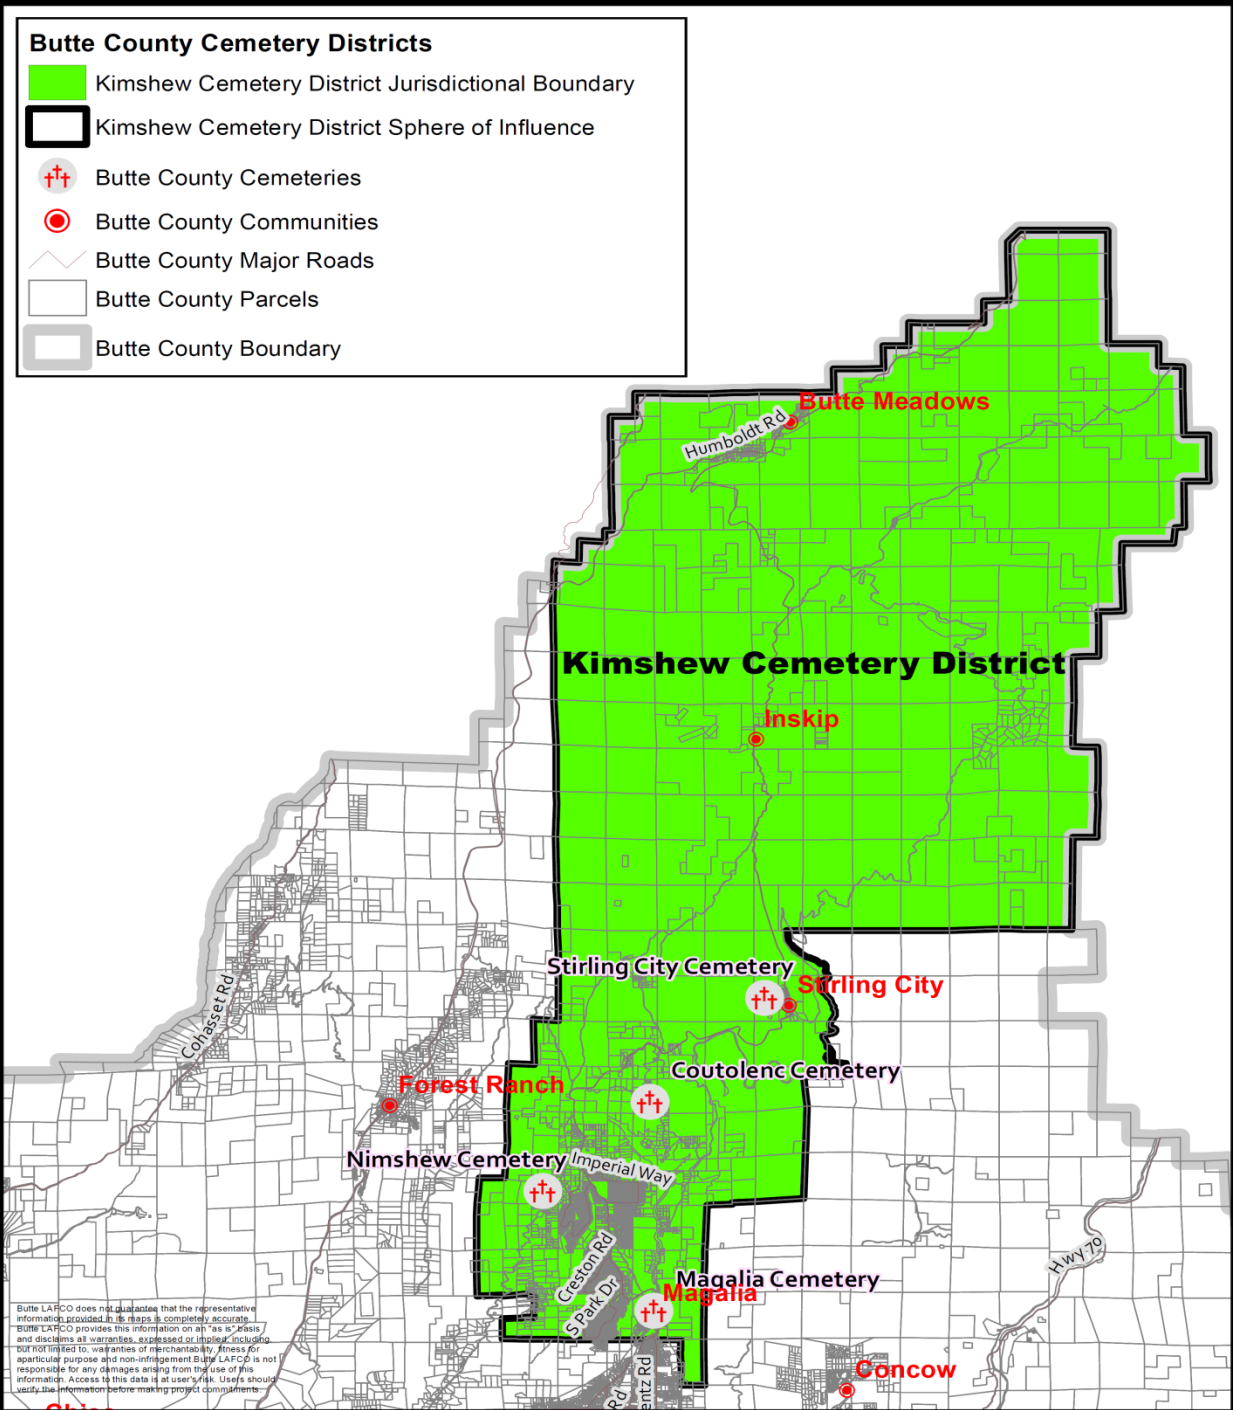 Butte County Cemetery Districts
Kimshew Cemetery District Jurisdictional Boundary
Kimshew Cemetery District Sphere of Influence
Butte County Cemeteries
Butte County Communities
Butte County Major Roads
Butte County Parcels
Butte County Boundary
Butte Meadows
Humboldt Rd
Kimshew Cemetery District
Inskip
Stirling City Cemetery
Stirling City
Cohasset Rd
Coutolenc Cemetery
Forest Ranch
Nimshew Cemetery
Imperial Way
Hwy 70
Creston Rd
S Park Dr
Magalia Cemetery
Magalia
Butte LAFCO does not guarantee that the representative
information provided in its maps is completely accurate.
Butte LAFCO provides this information on an "as is" basis
and disclaims all warranties, expressed or implied, including,
but not limited to, warranties of merchantability, fitness for
aparticular purpose and non-infringement.Butte LAFCO is not
responsible for any damages arising from the use of this
information. Access to this data is at user's risk. Users should
verify the information before making project commitments.
Concow
Rd
entz Rd